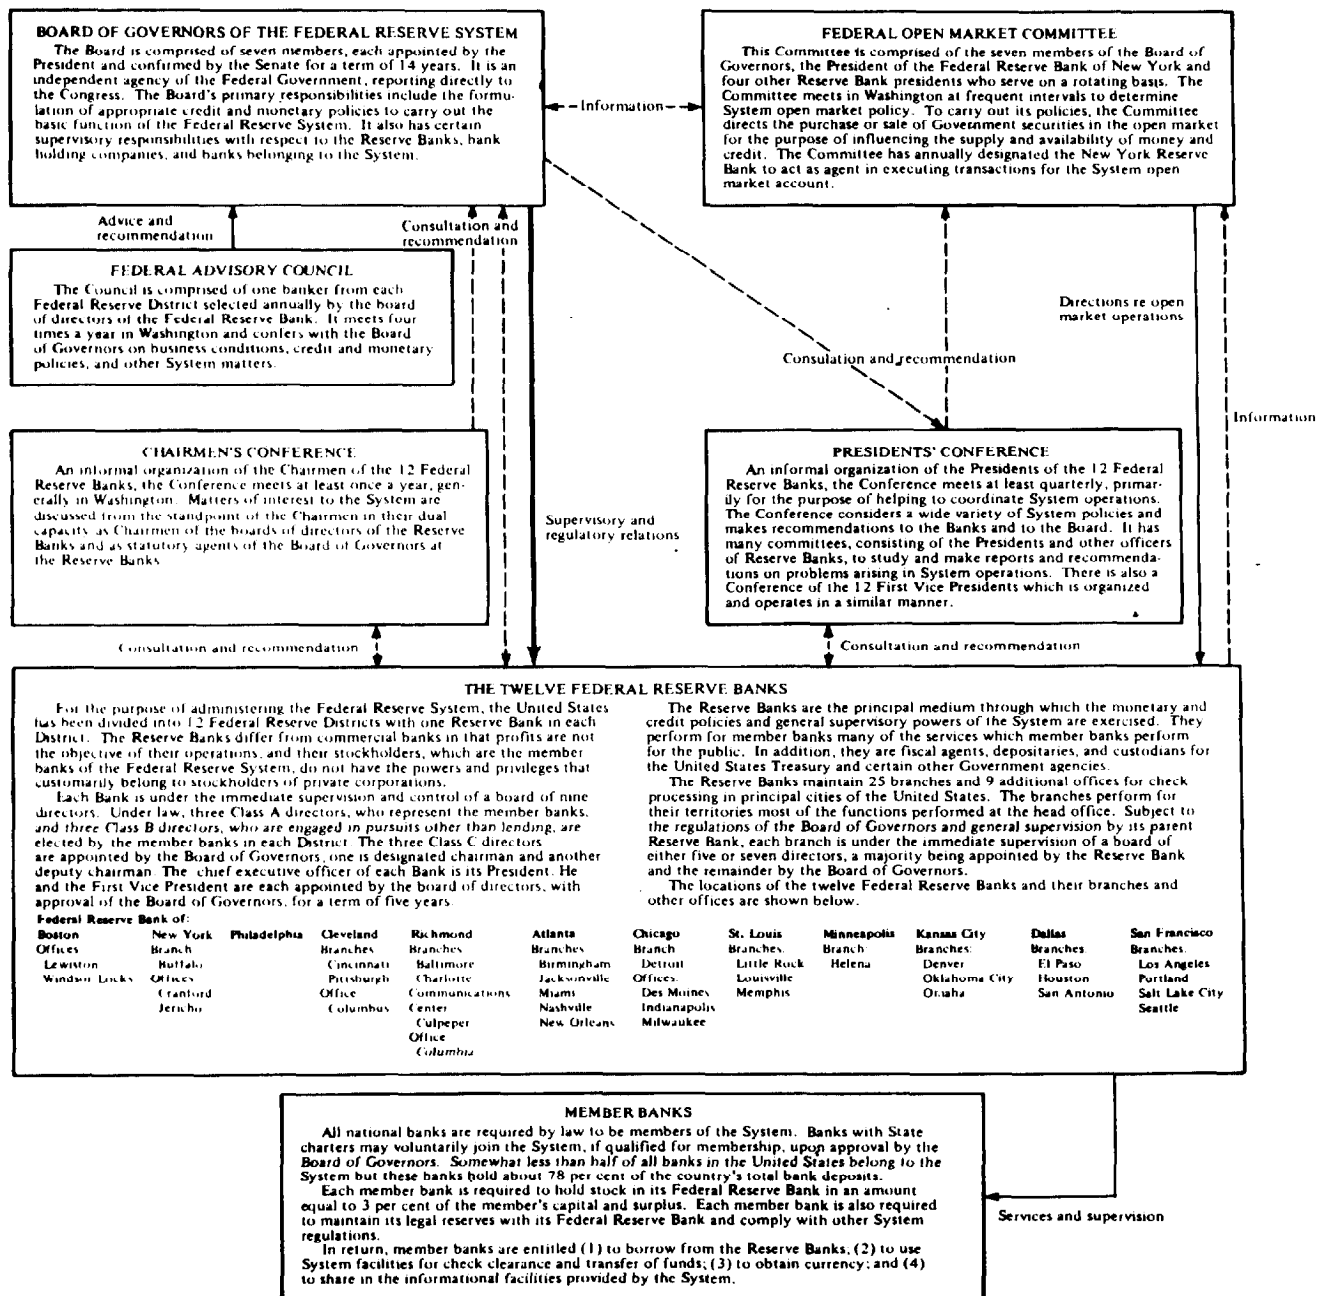 BOARD OF GOVERNORS OF THE FEDERAL RESERVE SYSTEM
The Board is comprised of seven members, each appointed by the
President and confirmed by the Senate for a term of 14 years. It is an
independent agency of the Federal Government, reporting directly to
the Congress. The Board's primary responsibilities include the formu-
lation of appropriate credit and monetary policies to carry out the
basic function of the Federal Reserve System. It also has certain
supervisory responsibilities with respect to the Reserve Banks, bank
holding companies, and banks belonging to the System.
Information
FEDERAL OPEN MARKET COMMITTEE
This Committee is comprised of the seven members of the Board of
Governors, the President of the Federal Reserve Bank of New York and
four other Reserve Bank presidents who serve on a rotating basis. The
Committee meets in Washington at frequent intervals to determine
System open market policy. To carry out its policies, the Committee
directs the purchase or sale of Government securities in the open market
for the purpose of influencing the supply and availability of money and
credit. The Committee has annually designated the New York Reserve
Bank to act as agent in executing transactions for the System open
market account.
Advice and
recommendation
Consultation and
recommendation
FEDERAL ADVISORY COUNCIL
The Council is comprised of one banker from each
Federal Reserve District selected annually by the board
of directors of the Federal Reserve Bank. It meets four
times a year in Washington and confers with the Board
of Governors on business conditions, credit and monetary
policies, and other System matters.
Directions re open
market operations
Consulation and recommendation
Information
CHAIRMEN'S CONFERENCE
An informal organization of the Chairmen of the 12 Federal
Reserve Banks, the Conference meets at least once a year, gen-
erally in Washington. Matters of interest to the System are
discussed from the standpoint of the Chairmen in their dual
capacity as Chairmen of the boards of directors of the Reserve
Banks and as statutory agents of the Board of Governors at
the Reserve Banks
Supervisory and
regulatory relations
PRESIDENTS' CONFERENCE
An informal organization of the Presidents of the 12 Federal
Reserve Banks, the Conference meets at least quarterly, primar-
ily for the purpose of helping to coordinate System operations.
The Conference considers a wide variety of System policies and
makes recommendations to the Banks and to the Board. It has
many committees, consisting of the Presidents and other officers
of Reserve Banks, to study and make reports and recommenda-
tions on problems arising in System operations. There is also a
Conference of the 12 First Vice Presidents which is organized
and operates in a similar manner.
Consultation and recommendation
Consultation and recommendation
THE TWELVE FEDERAL RESERVE BANKS
For the purpose of administering the Federal Reserve System, the United States
has been divided into 12 Federal Reserve Districts with one Reserve Bank in each
District. The Reserve Banks differ from commercial banks in that profits are not
the objective of their operations, and their stockholders, which are the member
banks of the Federal Reserve System, do not have the powers and privileges that
customarily belong to stockholders of private corporations.
Each Bank is under the immediate supervision and control of a board of nine
directors. Under law, three Class A directors, who represent the member banks,
and three Class B directors, who are engaged in pursuits other than lending, are
elected by the member banks in each District. The three Class C directors
are appointed by the Board of Governors, one is designated chairman and another
deputy chairman. The chief executive officer of each Bank is its President. He
and the First Vice President are each appointed by the board of directors, with
approval of the Board of Governors, for a term of five years.
The Reserve Banks are the principal medium through which the monetary and
credit policies and general supervisory powers of the System are exercised. They
perform for member banks many of the services which member banks perform
for the public. In addition, they are fiscal agents, depositaries, and custodians for
the United States Treasury and certain other Government agencies.
The Reserve Banks maintain 25 branches and 9 additional offices for check
processing in principal cities of the United States. The branches perform for
their territories most of the functions performed at the head office. Subject to
the regulations of the Board of Governors and general supervision by its parent
Reserve Bank, each branch is under the immediate supervision of a board of
either five or seven directors, a majority being appointed by the Reserve Bank
and the remainder by the Board of Governors.
The locations of the twelve Federal Reserve Banks and their branches and
other offices are shown below.
Federal Reserve Bank of:
Boston
Offices
Lewiston
Windsor Locks
New York
Branch
Buffalo
Offices
Cranford
Jericho
Philadelphia
Cleveland
Branches
Cincinnati
Pittsburgh
Office
Columbus
Richmond
Branches
Baltimore
Charlotte
Communications
Center
Culpeper
Office
Columbia
Atlanta
Branches
Birmingham
Jacksonville
Miami
Nashville
New Orleans
Chicago
Branch
Detroit
Offices.
Des Moines
Indianapolis
Milwaukee
St. Louis
Branches.
Little Rock
Louisville
Memphis
Minneapolis
Branch
Helena
Kansas City
Branches:
Denver
Oklahoma City
Omaha
Dallas
Branches.
El Paso
Houston
San Antonio
San Francisco
Branches.
Los Angeles
Portland
Salt Lake City
Seattle
MEMBER BANKS
All national banks are required by law to be members of the System. Banks with State
charters may voluntarily join the System, if qualified for membership, upon approval by the
Board of Governors. Somewhat less than half of all banks in the United States belong to the
System but these banks hold about 78 per cent of the country's total bank deposits.
Each member bank is required to hold stock in its Federal Reserve Bank in an amount
equal to 3 per cent of the member's capital and surplus. Each member bank is also required
to maintain its legal reserves with its Federal Reserve Bank and comply with other System
regulations.
In return, member banks are entitled (1) to borrow from the Reserve Banks; (2) to use
System facilities for check clearance and transfer of funds; (3) to obtain currency; and (4)
to share in the informational facilities provided by the System.
Services and supervision